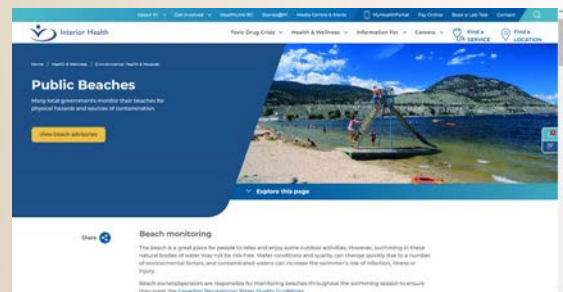 About IH Get Involved HealthLink BC Stories@IH Media Centre & Alerts MyHealthPortal Pay Online Book a Lab Test Contact
Interior Health
Toxic Drug Crisis Health & Wellness Information For Careers Find a SERVICE Find a LOCATION
Home / Health & Wellness / Environmental Health & Hazards
Public Beaches
Many local governments monitor their beaches for
physical hazards and sources of contamination.
View beach advisories
Explore this page
Share
Beach monitoring
The beach is a great place for people to relax and enjoy some outdoor activities. However, swimming in these
natural bodies of water may not be risk-free. Water conditions and quality can change quickly due to a number
of environmental factors, and contaminated waters can increase the swimmer's risk of infection, illness or
injury.
Beach owners/operators are responsible for monitoring beaches throughout the swimming season to ensure
they meet the Canadian Recreational Water Quality Guidelines.